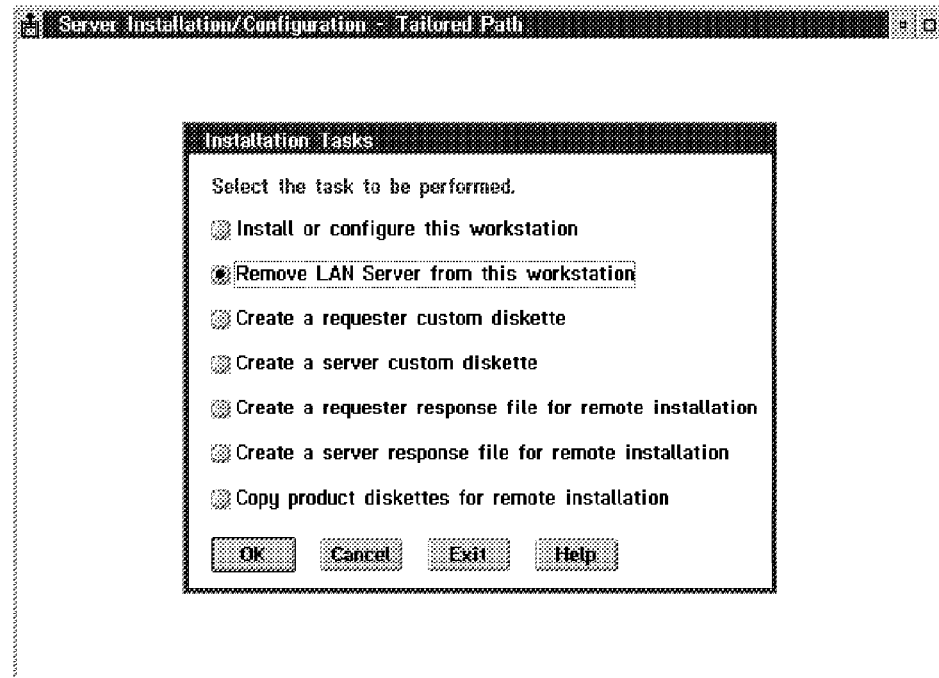 Server Installation/Configuration - Tailored Path
Installation Tasks
Select the task to be performed.
Install or configure this workstation
Remove LAN Server from this workstation
Create a requester custom diskette
Create a server custom diskette
Create a requester response file for remote installation
Create a server response file for remote installation
Copy product diskettes for remote installation
OK Cancel Exit Help